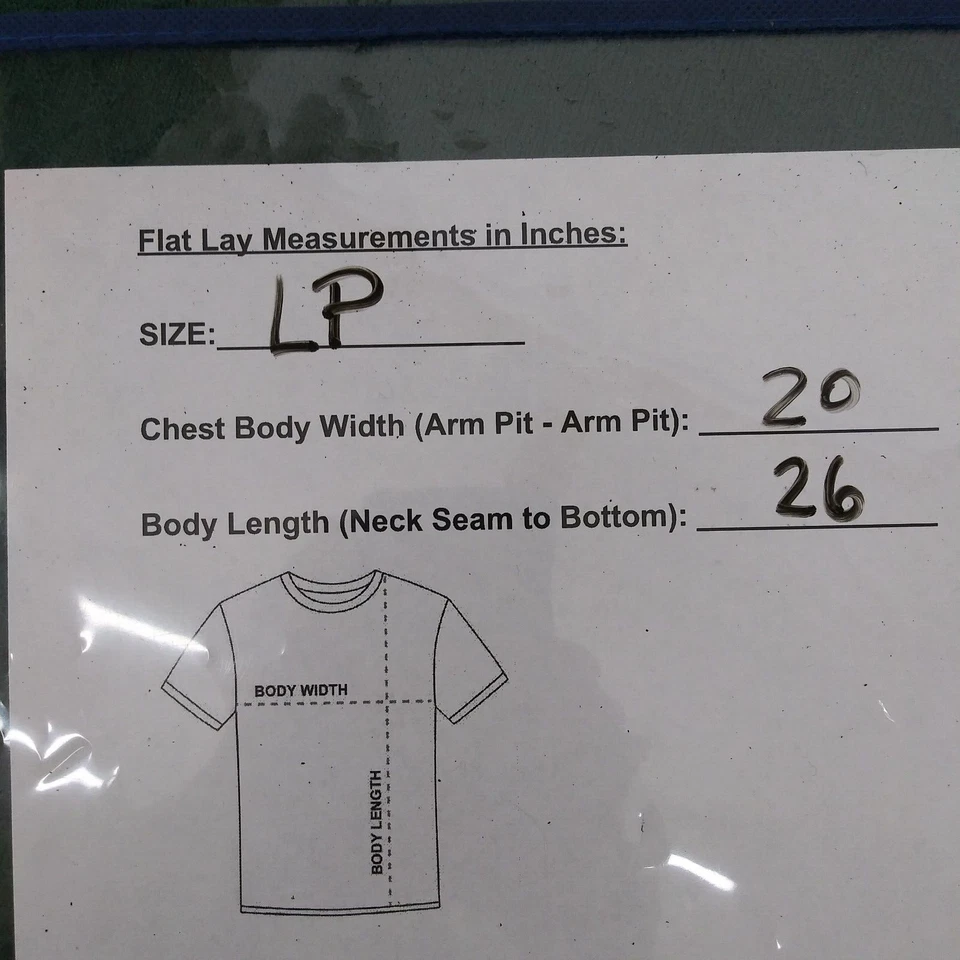 Flat Lay Measurements in Inches:
SIZE: LP
Chest Body Width (Arm Pit - Arm Pit): 20
Body Length (Neck Seam to Bottom): 26
BODY WIDTH
BODY LENGTH